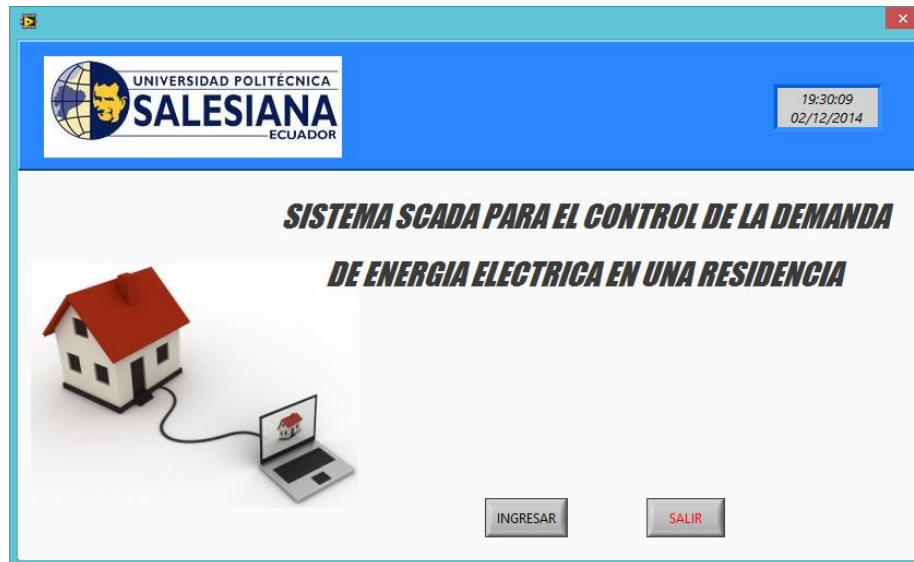 UNIVERSIDAD POLITÉCNICA
SALESIANA
ECUADOR
19:30:09
02/12/2014
SISTEMA SCADA PARA EL CONTROL DE LA DEMANDA
DE ENERGIA ELECTRICA EN UNA RESIDENCIA
INGRESAR
SALIR